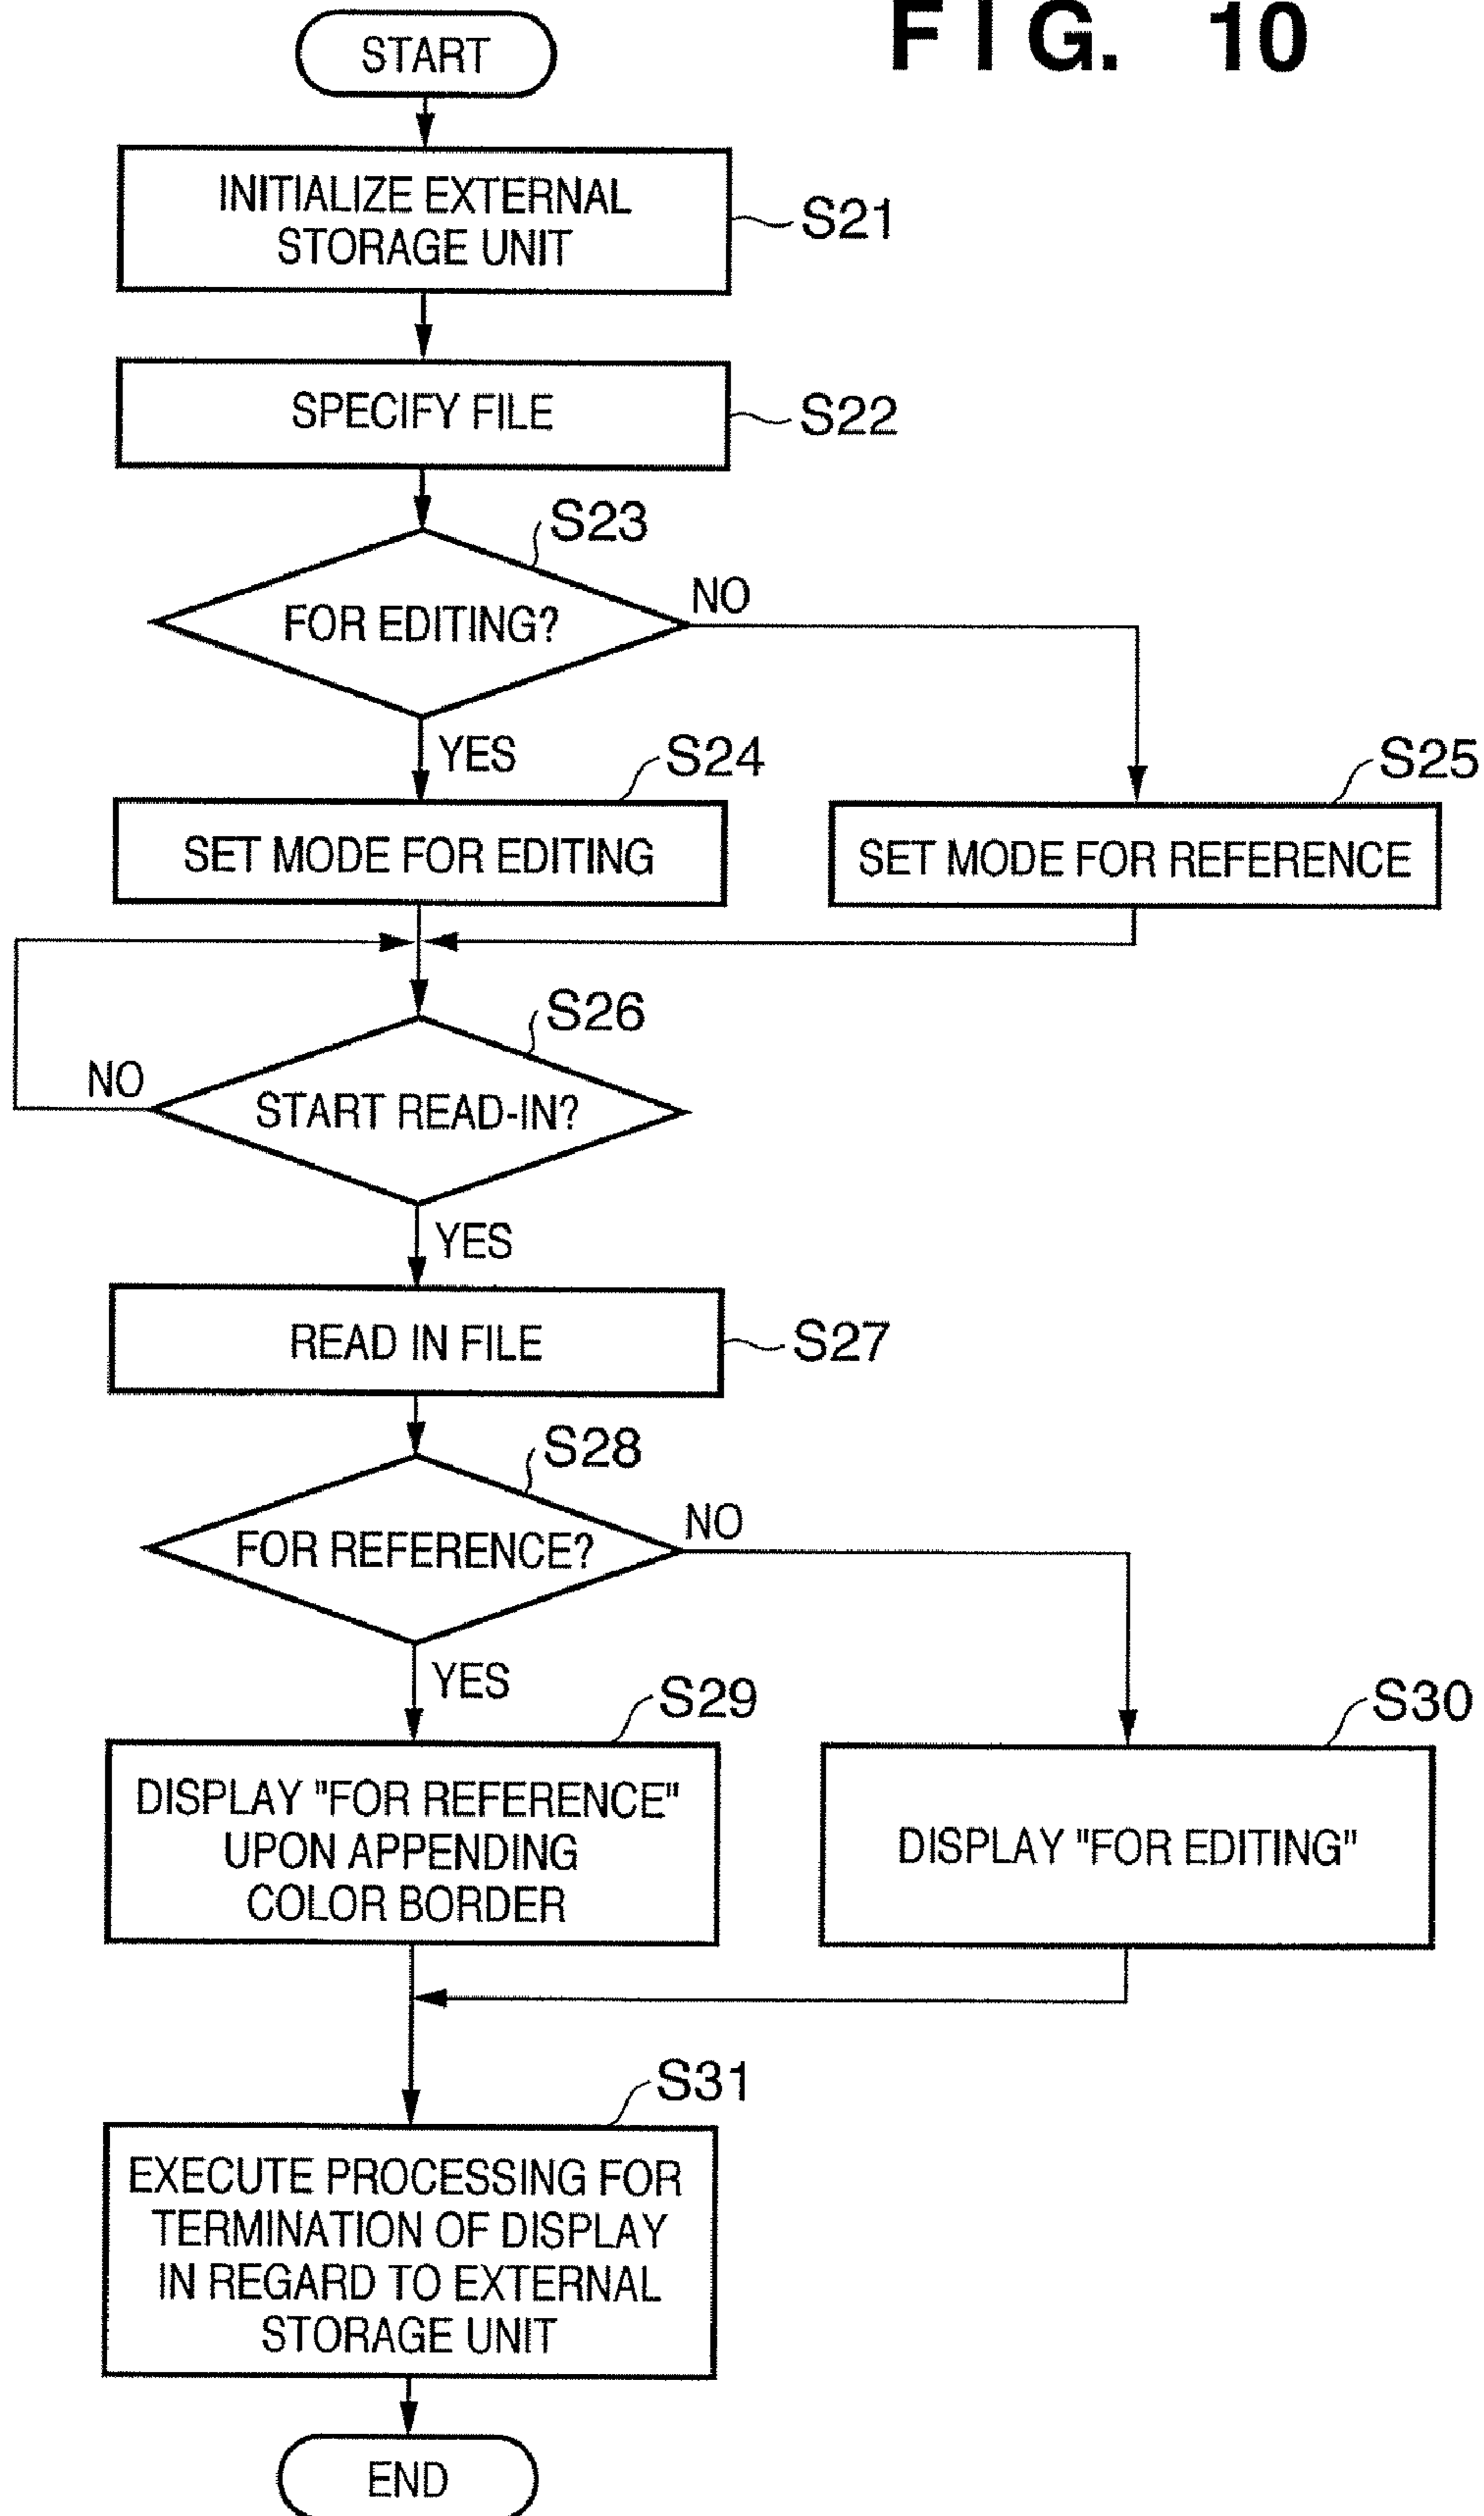 FIG. 10
START
INITIALIZE EXTERNAL
STORAGE UNIT
S21
SPECIFY FILE
S22
S23
FOR EDITING?
NO
YES
S24
S25
SET MODE FOR EDITING
SET MODE FOR REFERENCE
S26
NO
START READ-IN?
YES
READ IN FILE
S27
S28
FOR REFERENCE?
NO
YES
S29
S30
DISPLAY "FOR REFERENCE"
UPON APPENDING
COLOR BORDER
DISPLAY "FOR EDITING"
S31
EXECUTE PROCESSING FOR
TERMINATION OF DISPLAY
IN REGARD TO EXTERNAL
STORAGE UNIT
END